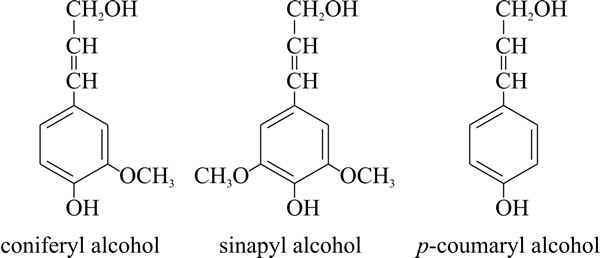 CH₂OH CH₂OH CH₂OH
CH CH CH
CH CH CH
OCH₃ CH₃O OCH₃
OH OH OH
coniferyl alcohol sinapyl alcohol p-coumaryl alcohol